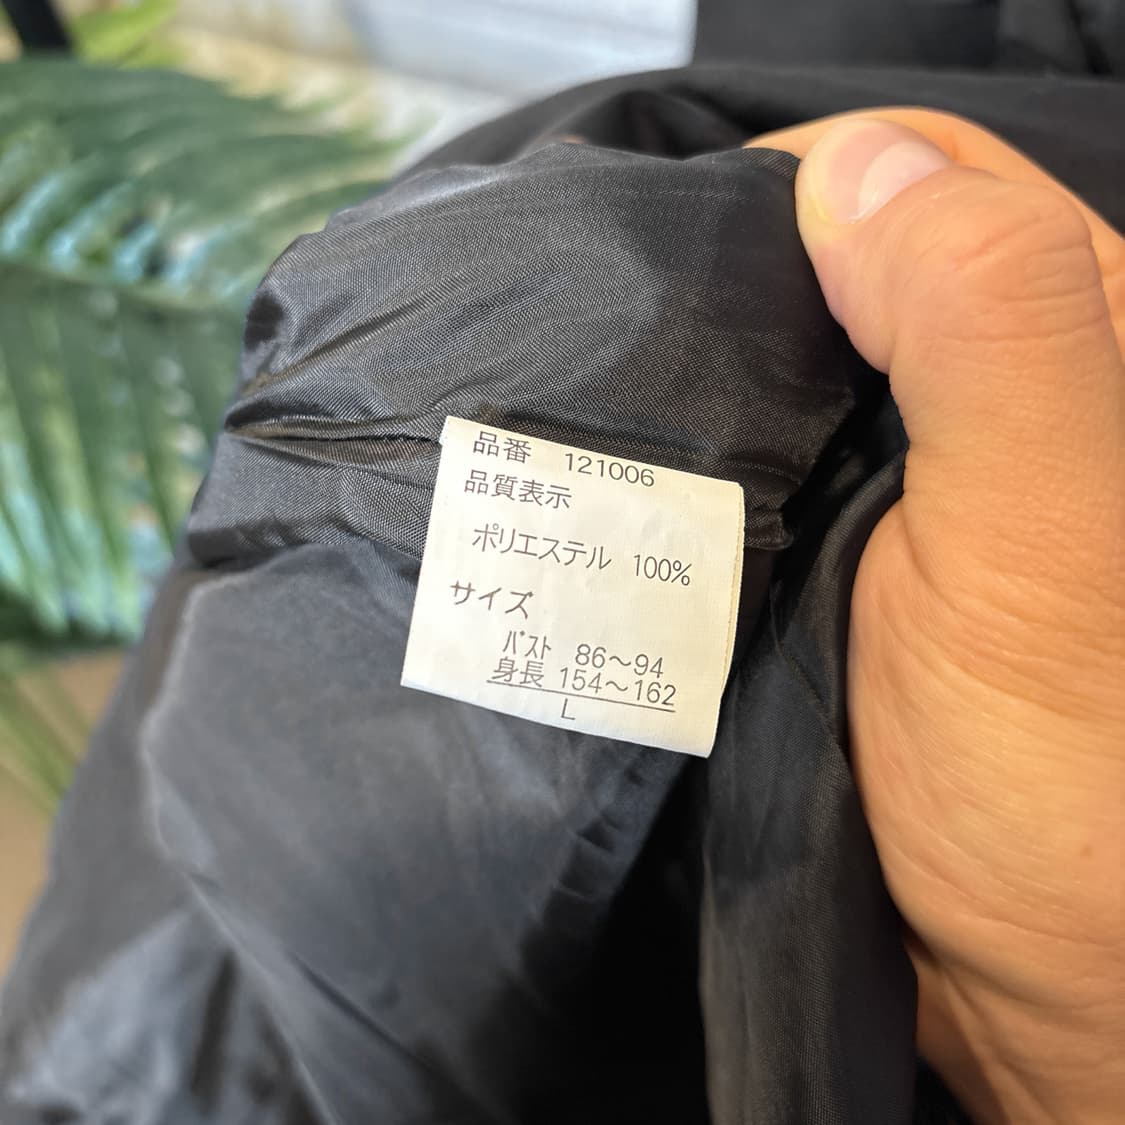 品番 121006
品質表示
ポリエステル 100%
サイズ
バスト 86～94
身長 154～162
L